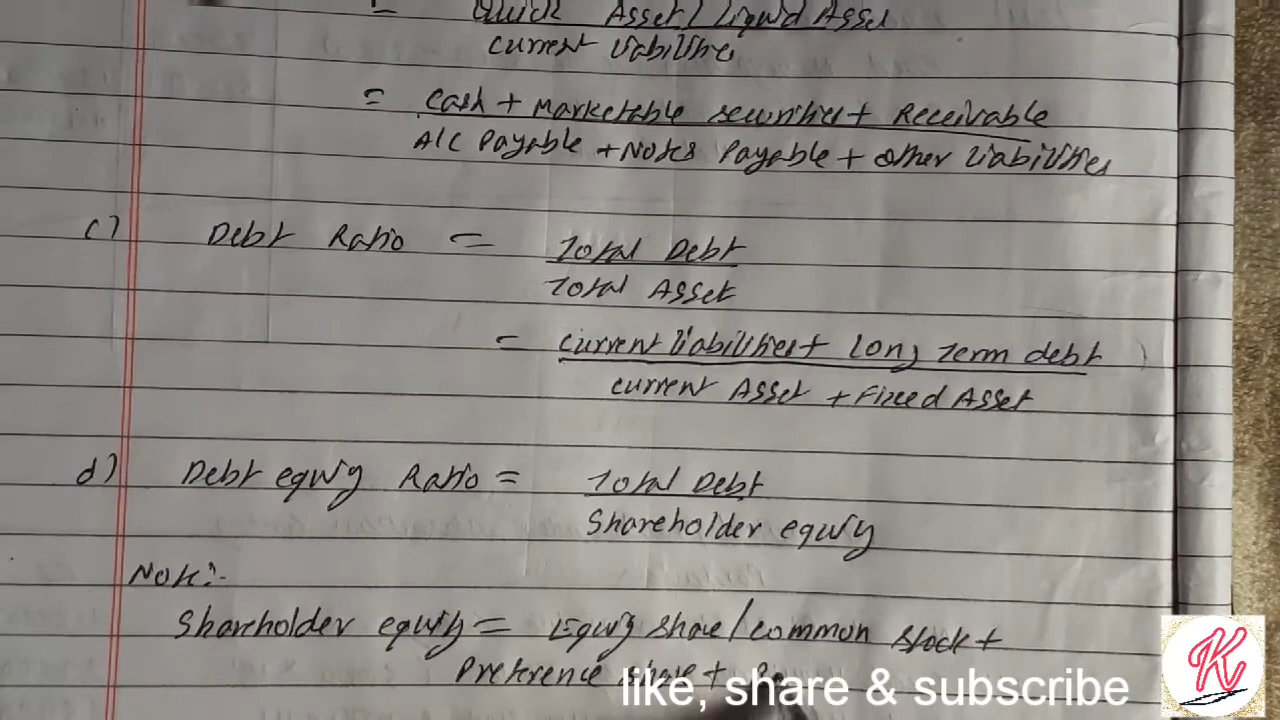 = Quick Asset / Liquid Asset
Current liabilities
= Cash + Marketable securities + Receivable
A/C Payable + Notes Payable + other liabilities
c) Debt Ratio = Total Debt
Total Asset
= Current liabilities + long Term debt
Current Asset + Fixed Asset
d) Debt equity Ratio = Total Debt
Shareholder equity
Note:-
Shareholder equity = Equity share / common stock +
Preference share +
like, share & subscribe
K